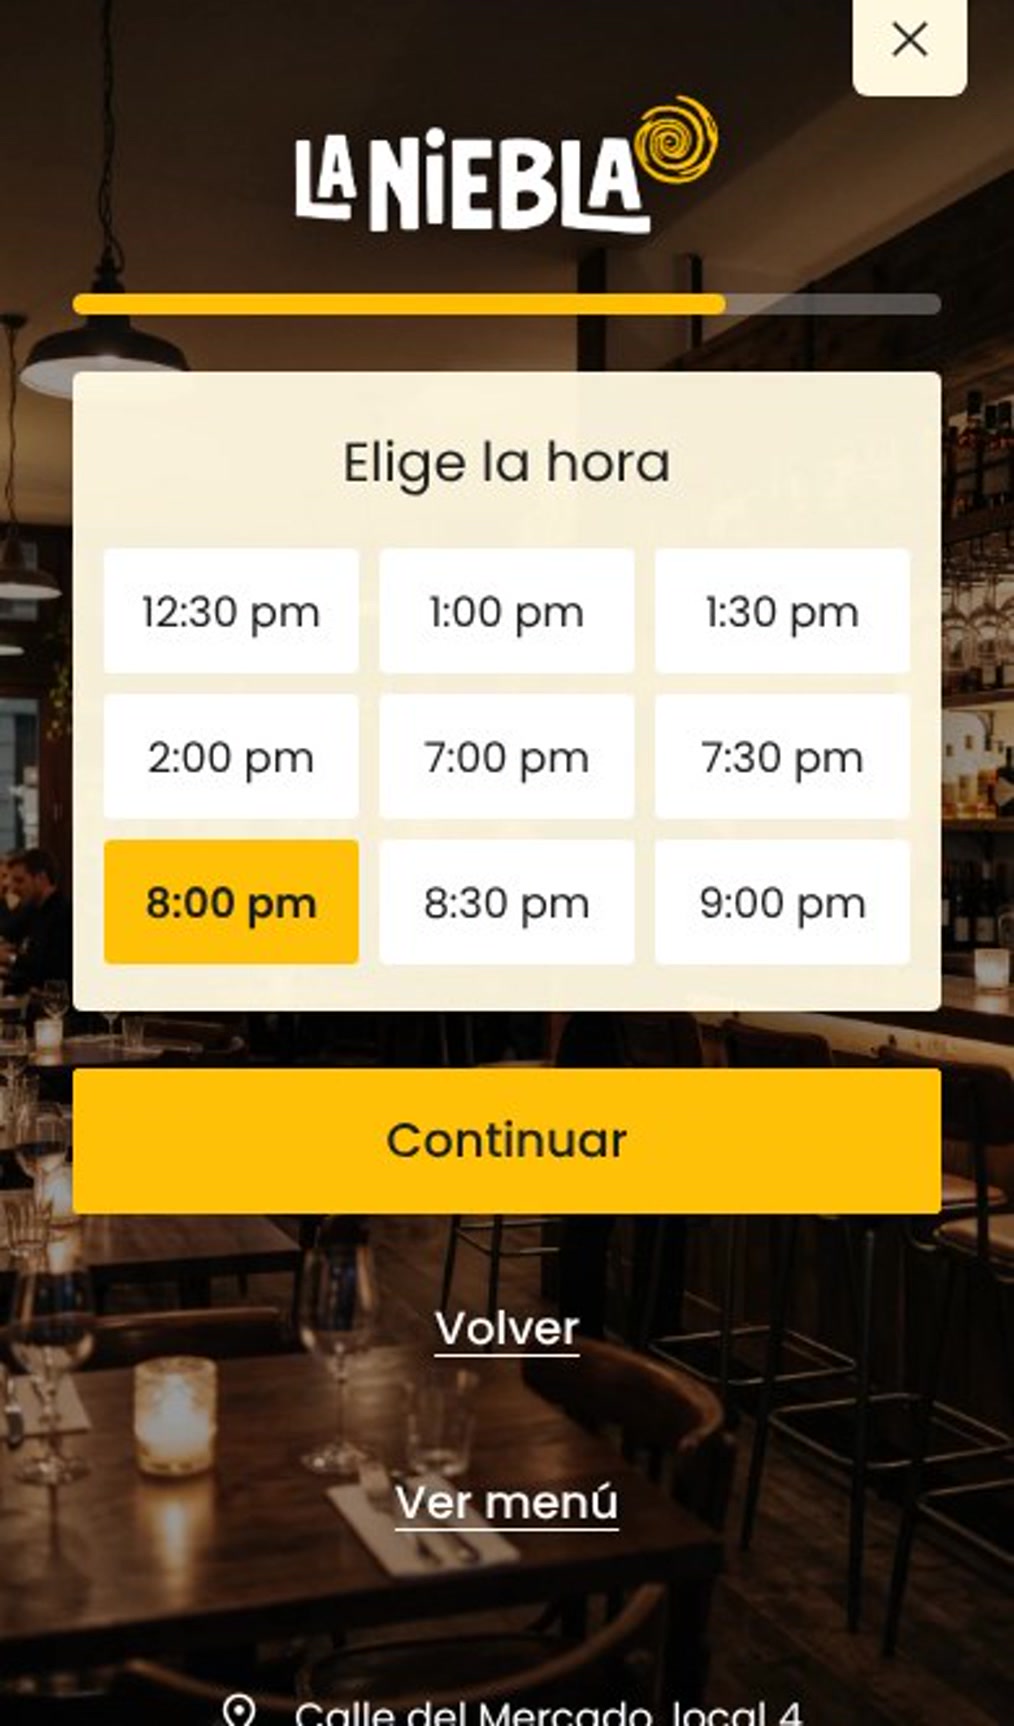 LA NiEBLA
Elige la hora
12:30 pm 1:00 pm 1:30 pm
2:00 pm 7:00 pm 7:30 pm
8:00 pm 8:30 pm 9:00 pm
Continuar
Volver
Ver menú
Calle del Mercado, local 4